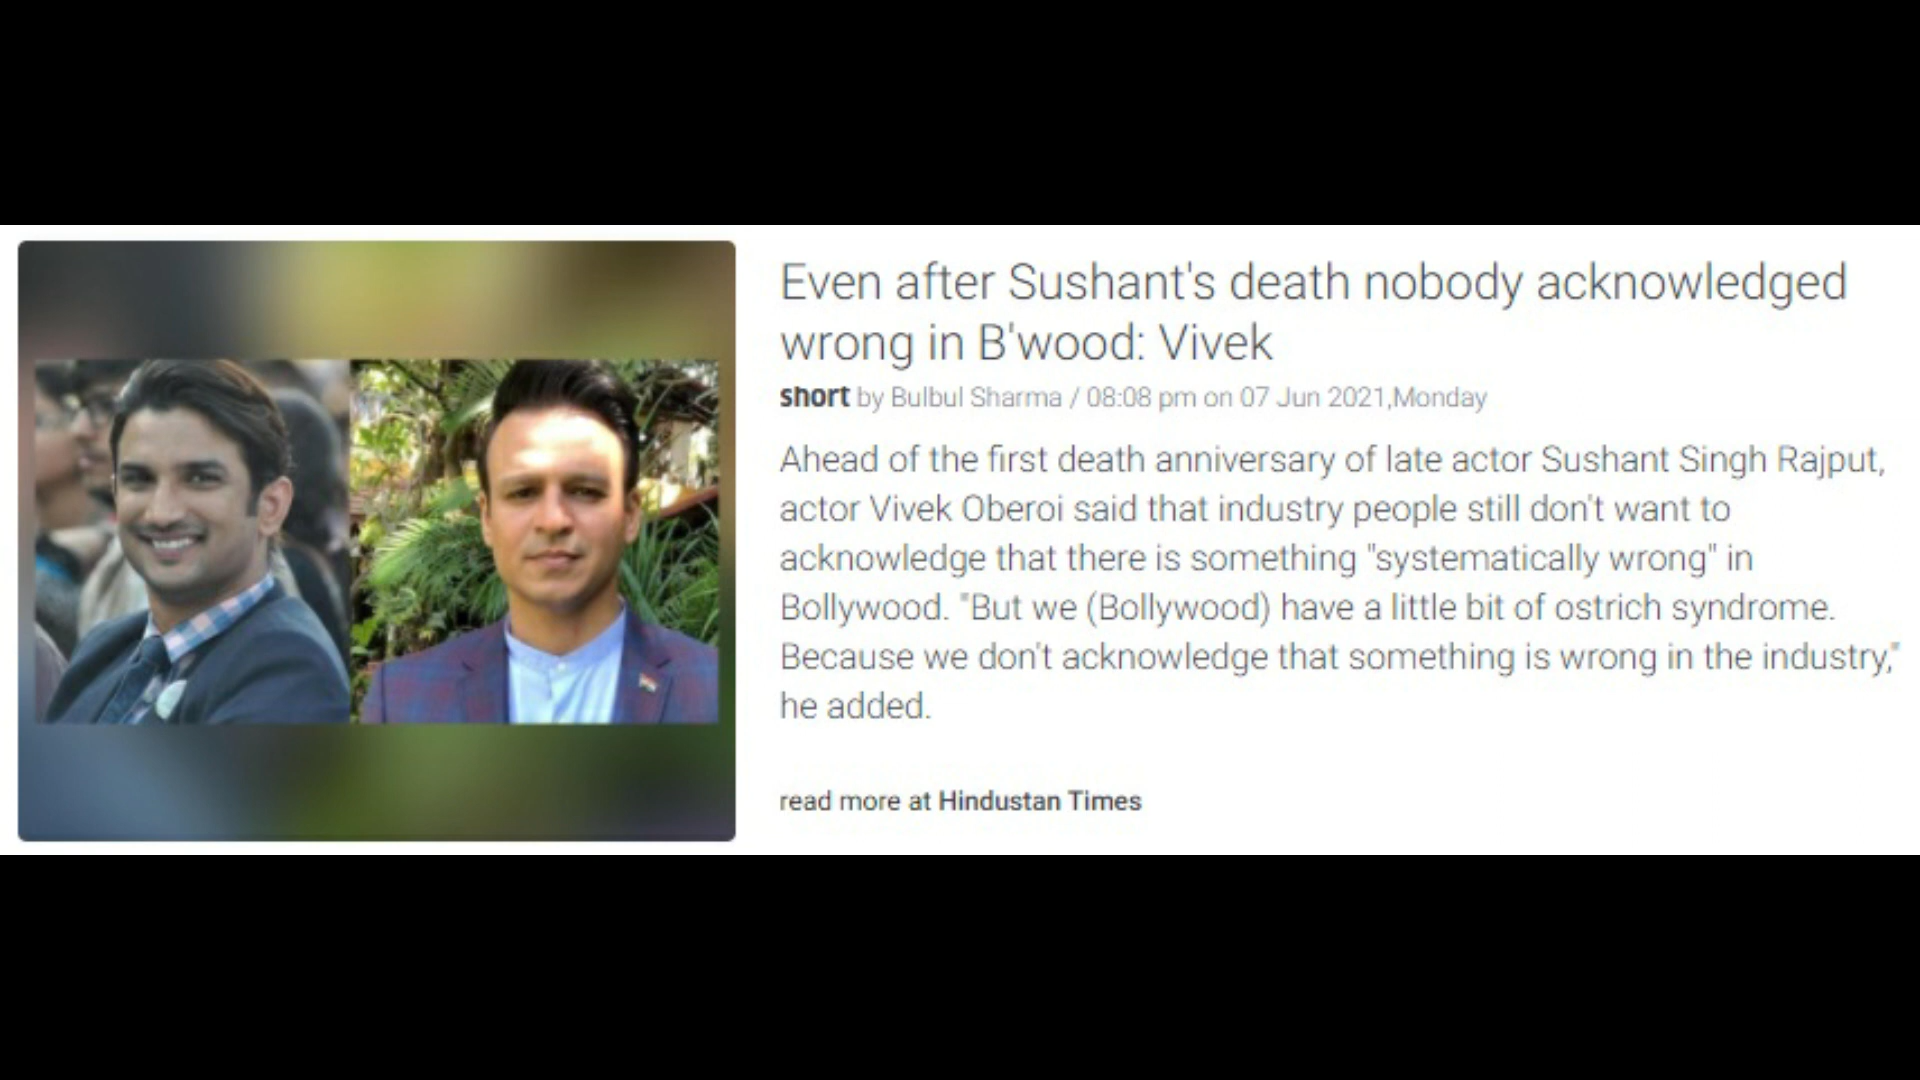 Even after Sushant's death nobody acknowledged
wrong in B'wood: Vivek
short by Bulbul Sharma / 08:08 pm on 07 Jun 2021,Monday
Ahead of the first death anniversary of late actor Sushant Singh Rajput,
actor Vivek Oberoi said that industry people still don't want to
acknowledge that there is something "systematically wrong" in
Bollywood. "But we (Bollywood) have a little bit of ostrich syndrome.
Because we don't acknowledge that something is wrong in the industry,"
he added.
read more at Hindustan Times